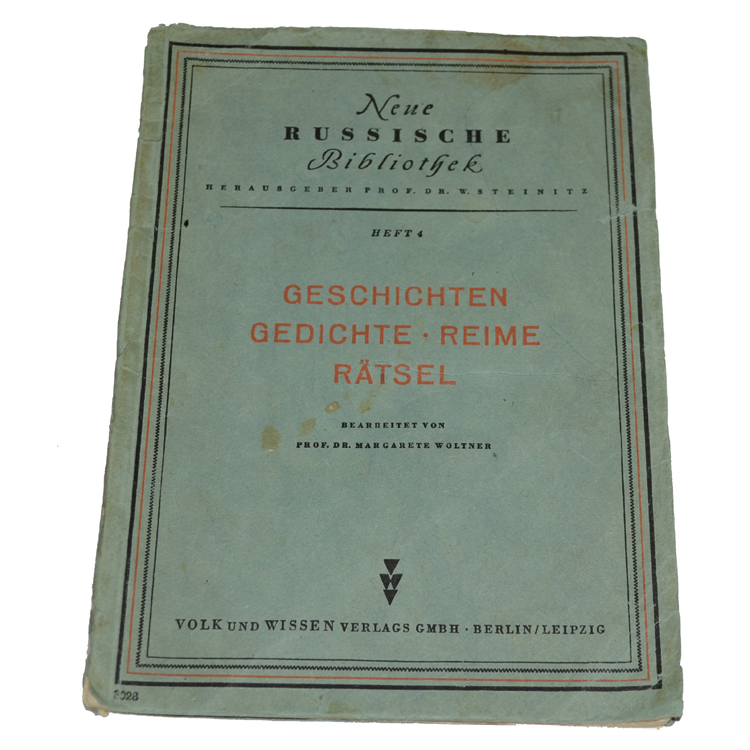 Neue
RUSSISCHE
Bibliothek
HERAUSGEBER PROF. DR. W. STEINITZ
HEFT 4
GESCHICHTEN
GEDICHTE · REIME
RÄTSEL
BEARBEITET VON
PROF. DR. MARGARETE WOLTNER
VOLK UND WISSEN VERLAGS GMBH · BERLIN/LEIPZIG